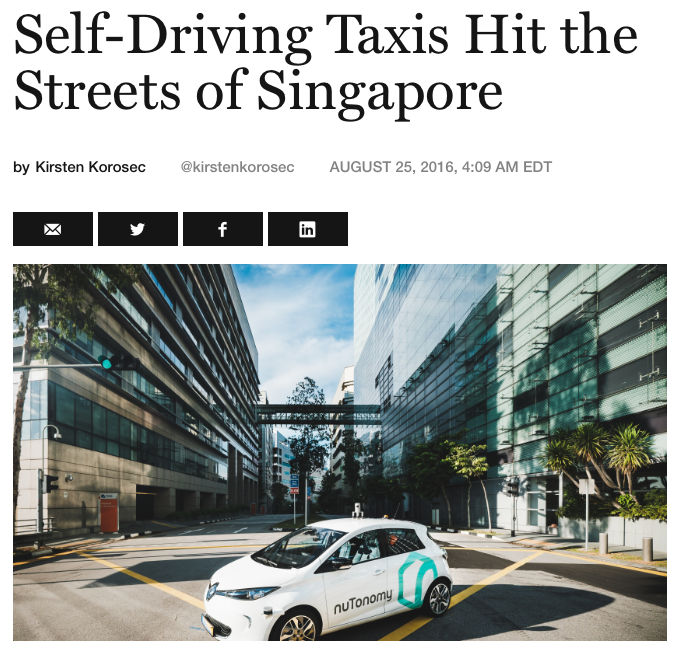 Self-Driving Taxis Hit the
Streets of Singapore
by Kirsten Korosec @kirstenkorosec AUGUST 25, 2016, 4:09 AM EDT
in
nuTonomy